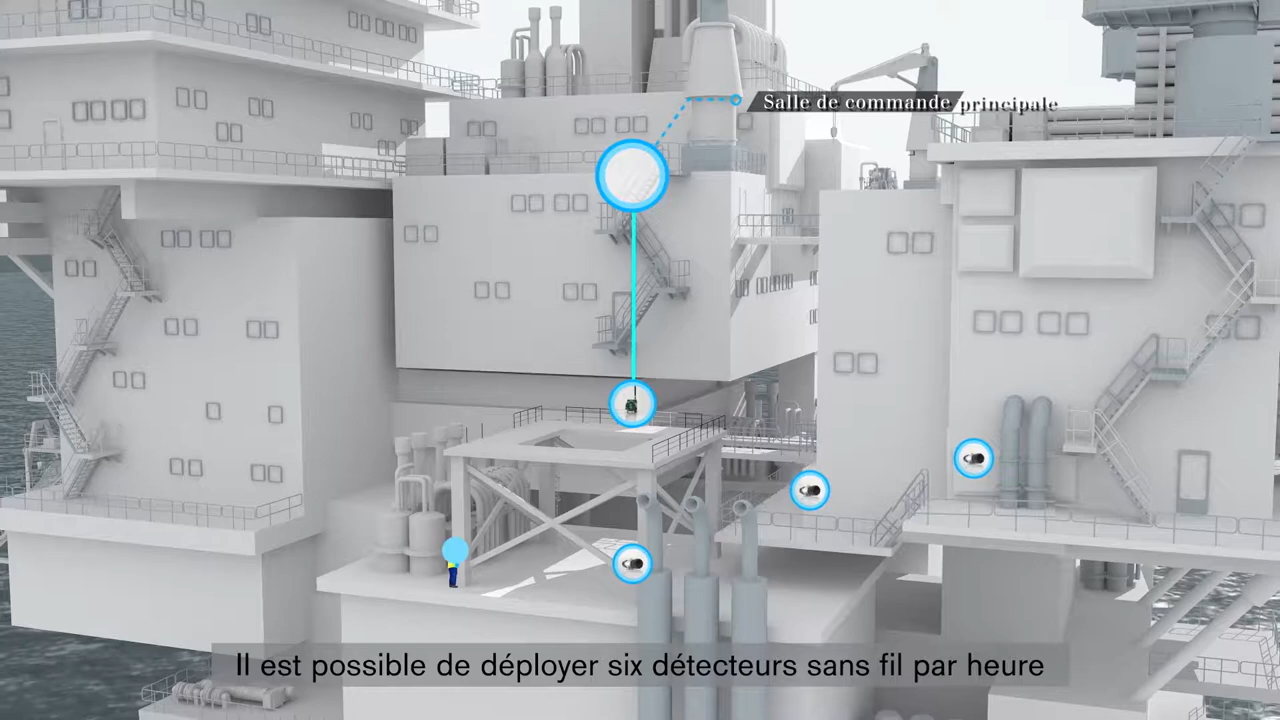 Salle de commande principale
Il est possible de déployer six détecteurs sans fil par heure